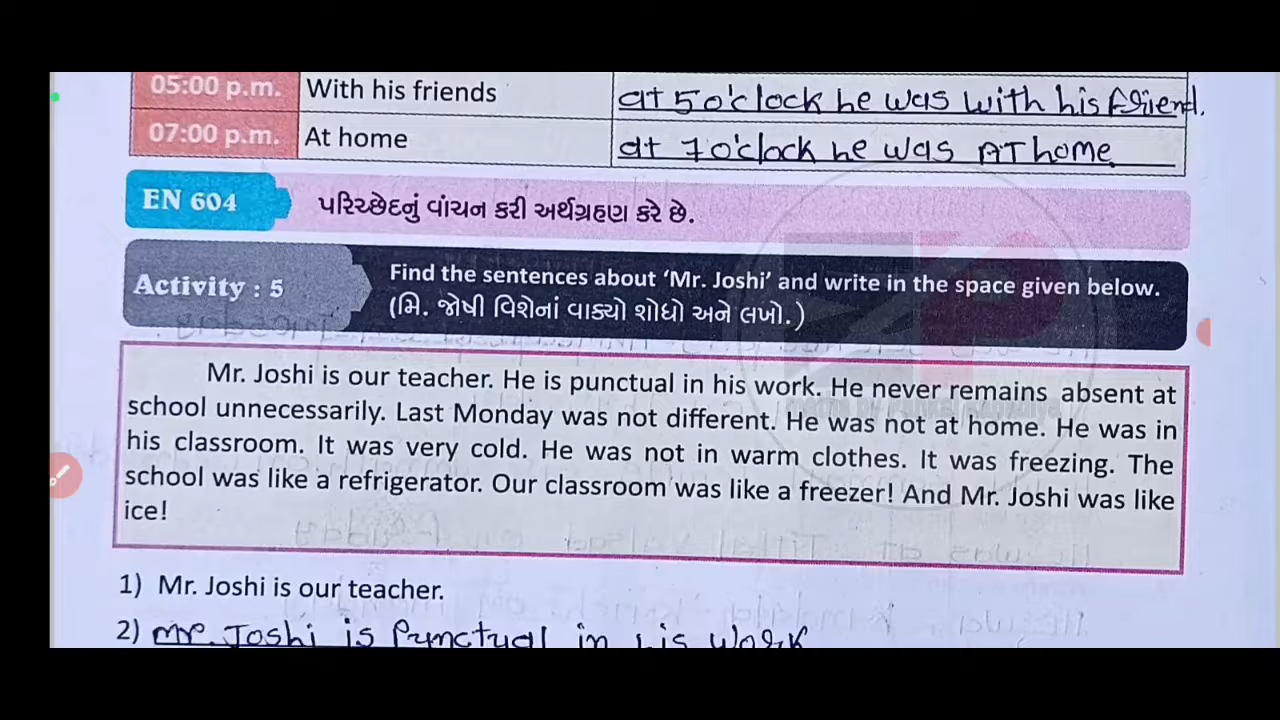 05:00 p.m. With his friends at 5 o'clock he was with his friend.
07:00 p.m. At home at 7 o'clock he was AT home.
EN 604 પરિચ્છેદનું વાંચન કરી અર્થગ્રહણ કરે છે.
Activity : 5 Find the sentences about ‘Mr. Joshi’ and write in the space given below.
(મિ. જોષી વિશેનાં વાક્યો શોધો અને લખો.)
Mr. Joshi is our teacher. He is punctual in his work. He never remains absent at
school unnecessarily. Last Monday was not different. He was not at home. He was in
his classroom. It was very cold. He was not in warm clothes. It was freezing. The
school was like a refrigerator. Our classroom was like a freezer! And Mr. Joshi was like
ice!
1) Mr. Joshi is our teacher.
2) Mr. Joshi is Punctual in his work